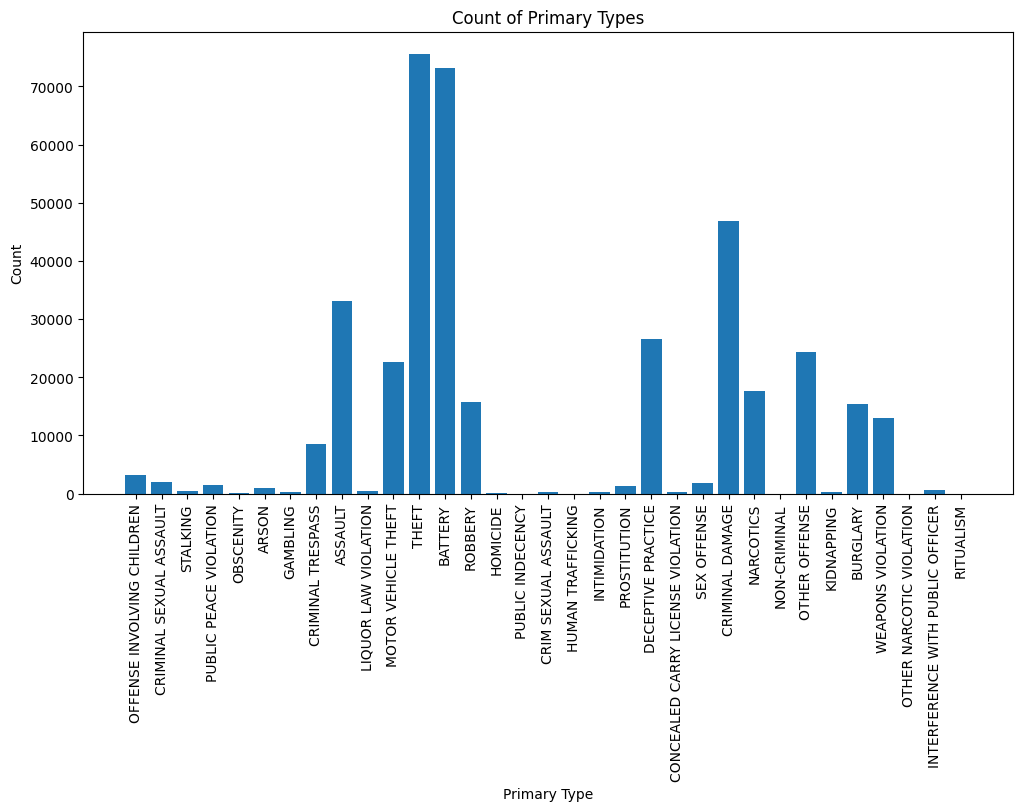 Count of Primary Types
Count
70000
60000
50000
40000
30000
20000
10000
0
OFFENSE INVOLVING CHILDREN
CRIMINAL SEXUAL ASSAULT
STALKING
PUBLIC PEACE VIOLATION
OBSCENITY
ARSON
GAMBLING
CRIMINAL TRESPASS
ASSAULT
LIQUOR LAW VIOLATION
MOTOR VEHICLE THEFT
THEFT
BATTERY
ROBBERY
HOMICIDE
PUBLIC INDECENCY
CRIM SEXUAL ASSAULT
HUMAN TRAFFICKING
INTIMIDATION
PROSTITUTION
DECEPTIVE PRACTICE
CONCEALED CARRY LICENSE VIOLATION
SEX OFFENSE
CRIMINAL DAMAGE
NARCOTICS
NON-CRIMINAL
OTHER OFFENSE
KIDNAPPING
BURGLARY
WEAPONS VIOLATION
OTHER NARCOTIC VIOLATION
INTERFERENCE WITH PUBLIC OFFICER
RITUALISM
Primary Type